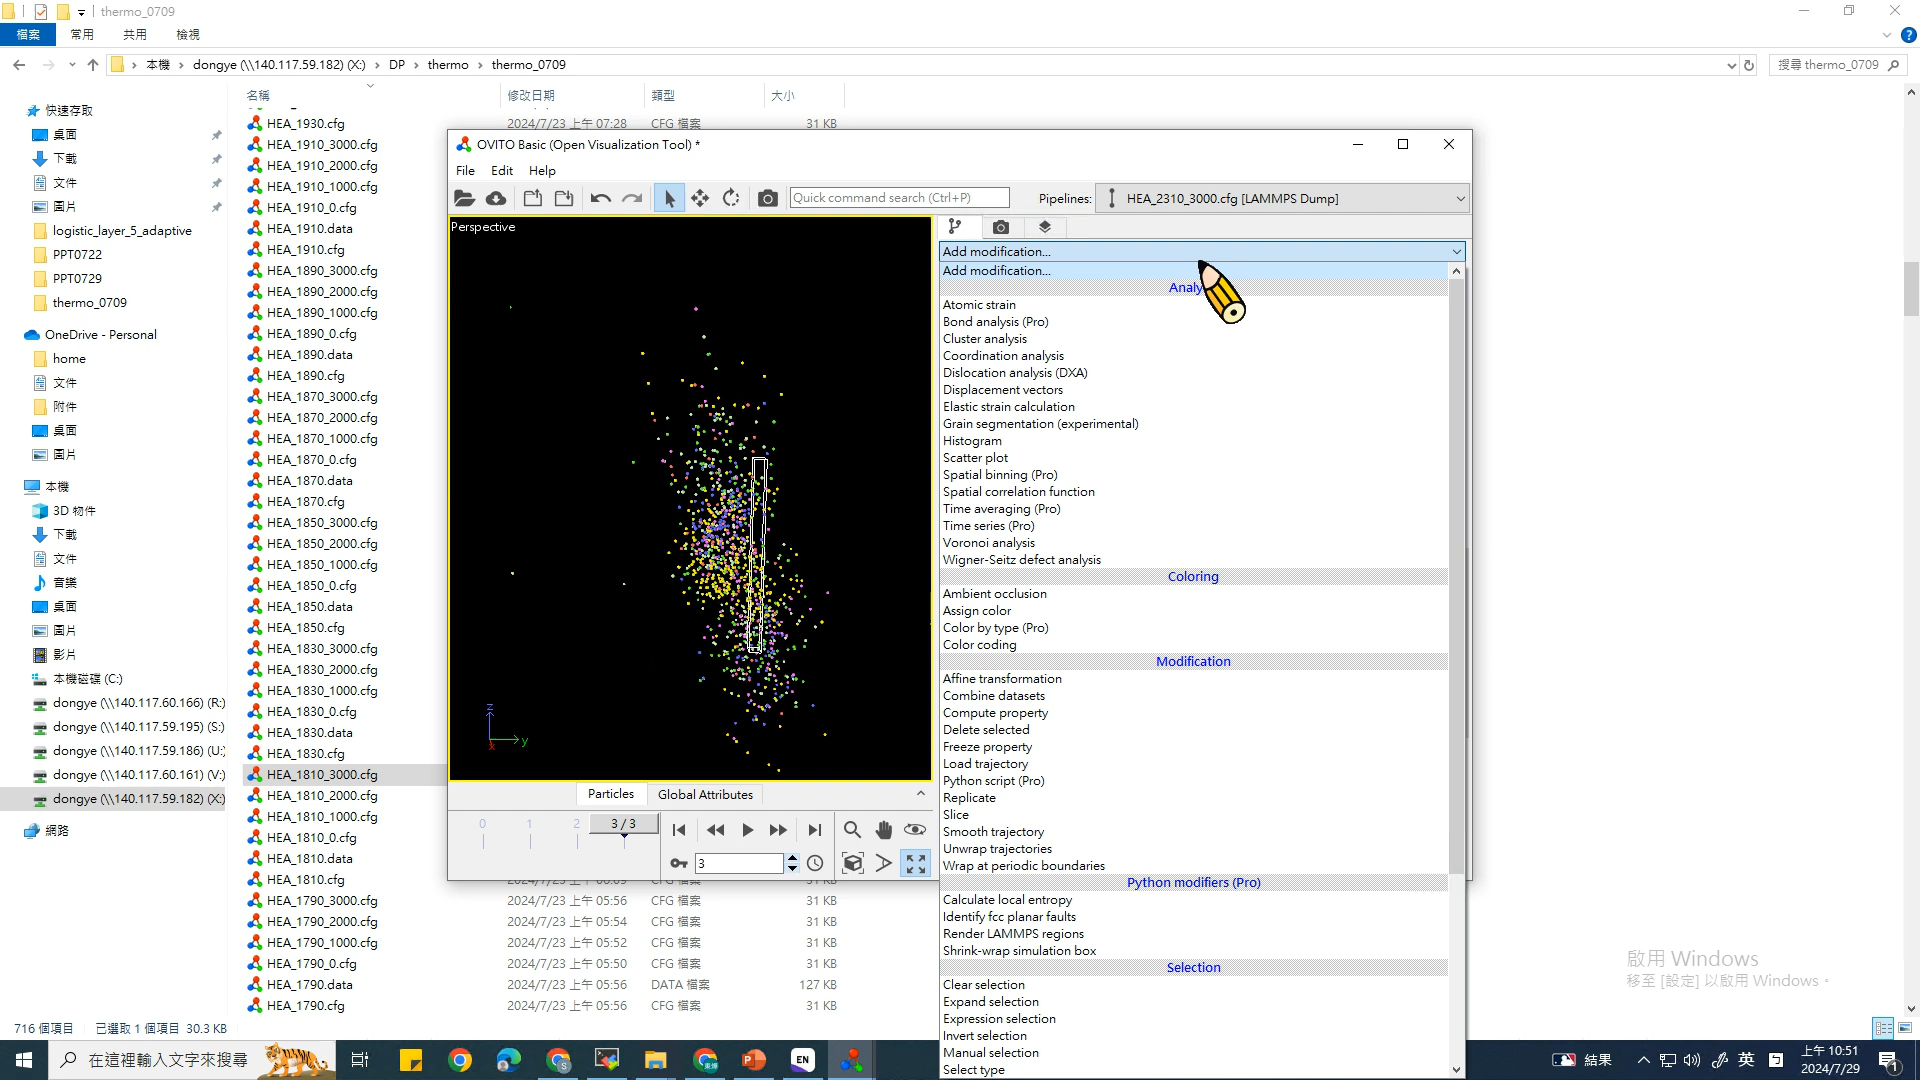 thermo_0709
檔案 常用 共用 檢視
本機 › dongye (\\140.117.59.182) (X:) › DP › thermo › thermo_0709
搜尋 thermo_0709
名稱 修改日期 類型 大小
快速存取
桌面
下載
文件
圖片
logistic_layer_5_adaptive
PPT0722
PPT0729
thermo_0709
OneDrive - Personal
home
文件
附件
桌面
圖片
本機
3D 物件
下載
文件
音樂
桌面
圖片
影片
本機磁碟 (C:)
dongye (\\140.117.60.166) (R:)
dongye (\\140.117.59.195) (S:)
dongye (\\140.117.59.186) (U:)
dongye (\\140.117.60.161) (V:)
dongye (\\140.117.59.182) (X:)
網路
HEA_1930.cfg 2024/7/23 上午 07:28 CFG 檔案 31 KB
HEA_1910_3000.cfg
HEA_1910_2000.cfg
HEA_1910_1000.cfg
HEA_1910_0.cfg
HEA_1910.data
HEA_1910.cfg
HEA_1890_3000.cfg
HEA_1890_2000.cfg
HEA_1890_1000.cfg
HEA_1890_0.cfg
HEA_1890.data
HEA_1890.cfg
HEA_1870_3000.cfg
HEA_1870_2000.cfg
HEA_1870_1000.cfg
HEA_1870_0.cfg
HEA_1870.data
HEA_1870.cfg
HEA_1850_3000.cfg
HEA_1850_2000.cfg
HEA_1850_1000.cfg
HEA_1850_0.cfg
HEA_1850.data
HEA_1850.cfg
HEA_1830_3000.cfg
HEA_1830_2000.cfg
HEA_1830_1000.cfg
HEA_1830_0.cfg
HEA_1830.data
HEA_1830.cfg
HEA_1810_3000.cfg
HEA_1810_2000.cfg
HEA_1810_1000.cfg
HEA_1810_0.cfg
HEA_1810.data
HEA_1810.cfg
HEA_1790_3000.cfg 2024/7/23 上午 05:56 CFG 檔案 31 KB
HEA_1790_2000.cfg 2024/7/23 上午 05:54 CFG 檔案 31 KB
HEA_1790_1000.cfg 2024/7/23 上午 05:52 CFG 檔案 31 KB
HEA_1790_0.cfg 2024/7/23 上午 05:50 CFG 檔案 31 KB
HEA_1790.data 2024/7/23 上午 05:56 DATA 檔案 127 KB
HEA_1790.cfg 2024/7/23 上午 05:56 CFG 檔案 31 KB
OVITO Basic (Open Visualization Tool) *
File Edit Help
Quick command search (Ctrl+P) Pipelines: HEA_2310_3000.cfg [LAMMPS Dump]
Perspective
z
y
x
Particles Global Attributes
0 1 2 3 / 3
3
Add modification...
Add modification...
Analy
Atomic strain
Bond analysis (Pro)
Cluster analysis
Coordination analysis
Dislocation analysis (DXA)
Displacement vectors
Elastic strain calculation
Grain segmentation (experimental)
Histogram
Scatter plot
Spatial binning (Pro)
Spatial correlation function
Time averaging (Pro)
Time series (Pro)
Voronoi analysis
Wigner-Seitz defect analysis
Coloring
Ambient occlusion
Assign color
Color by type (Pro)
Color coding
Modification
Affine transformation
Combine datasets
Compute property
Delete selected
Freeze property
Load trajectory
Python script (Pro)
Replicate
Slice
Smooth trajectory
Unwrap trajectories
Wrap at periodic boundaries
Python modifiers (Pro)
Calculate local entropy
Identify fcc planar faults
Render LAMMPS regions
Shrink-wrap simulation box
Selection
Clear selection
Expand selection
Expression selection
Invert selection
Manual selection
Select type
啟用 Windows
移至 [設定] 以啟用 Windows。
716 個項目 已選取 1 個項目 30.3 KB
在這裡輸入文字來搜尋
EN
結果
英
上午 10:51
2024/7/29
1